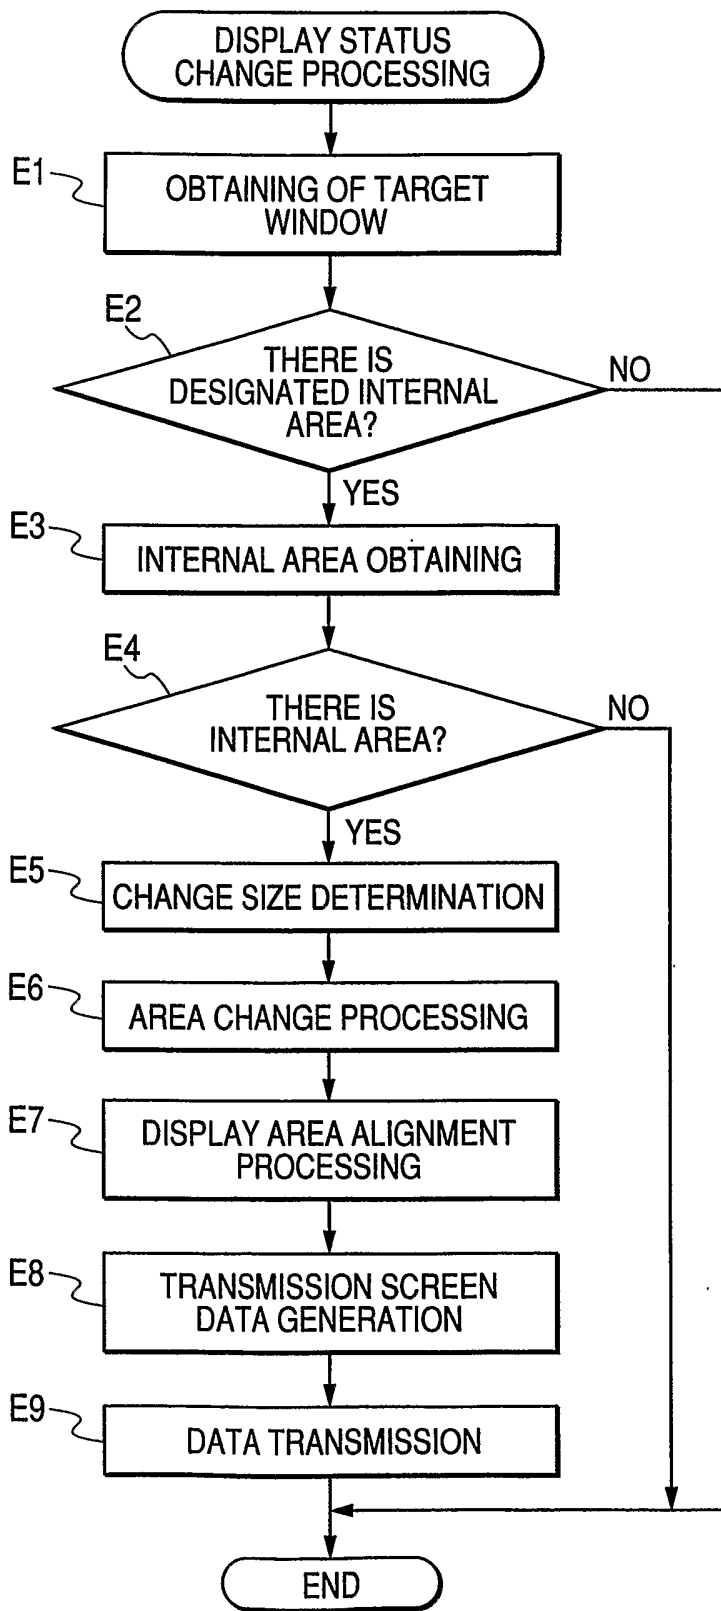 DISPLAY STATUS
CHANGE PROCESSING
E1
OBTAINING OF TARGET
WINDOW
E2
THERE IS
DESIGNATED INTERNAL
AREA?
NO
YES
E3
INTERNAL AREA OBTAINING
E4
THERE IS
INTERNAL AREA?
NO
YES
E5
CHANGE SIZE DETERMINATION
E6
AREA CHANGE PROCESSING
E7
DISPLAY AREA ALIGNMENT
PROCESSING
E8
TRANSMISSION SCREEN
DATA GENERATION
E9
DATA TRANSMISSION
END